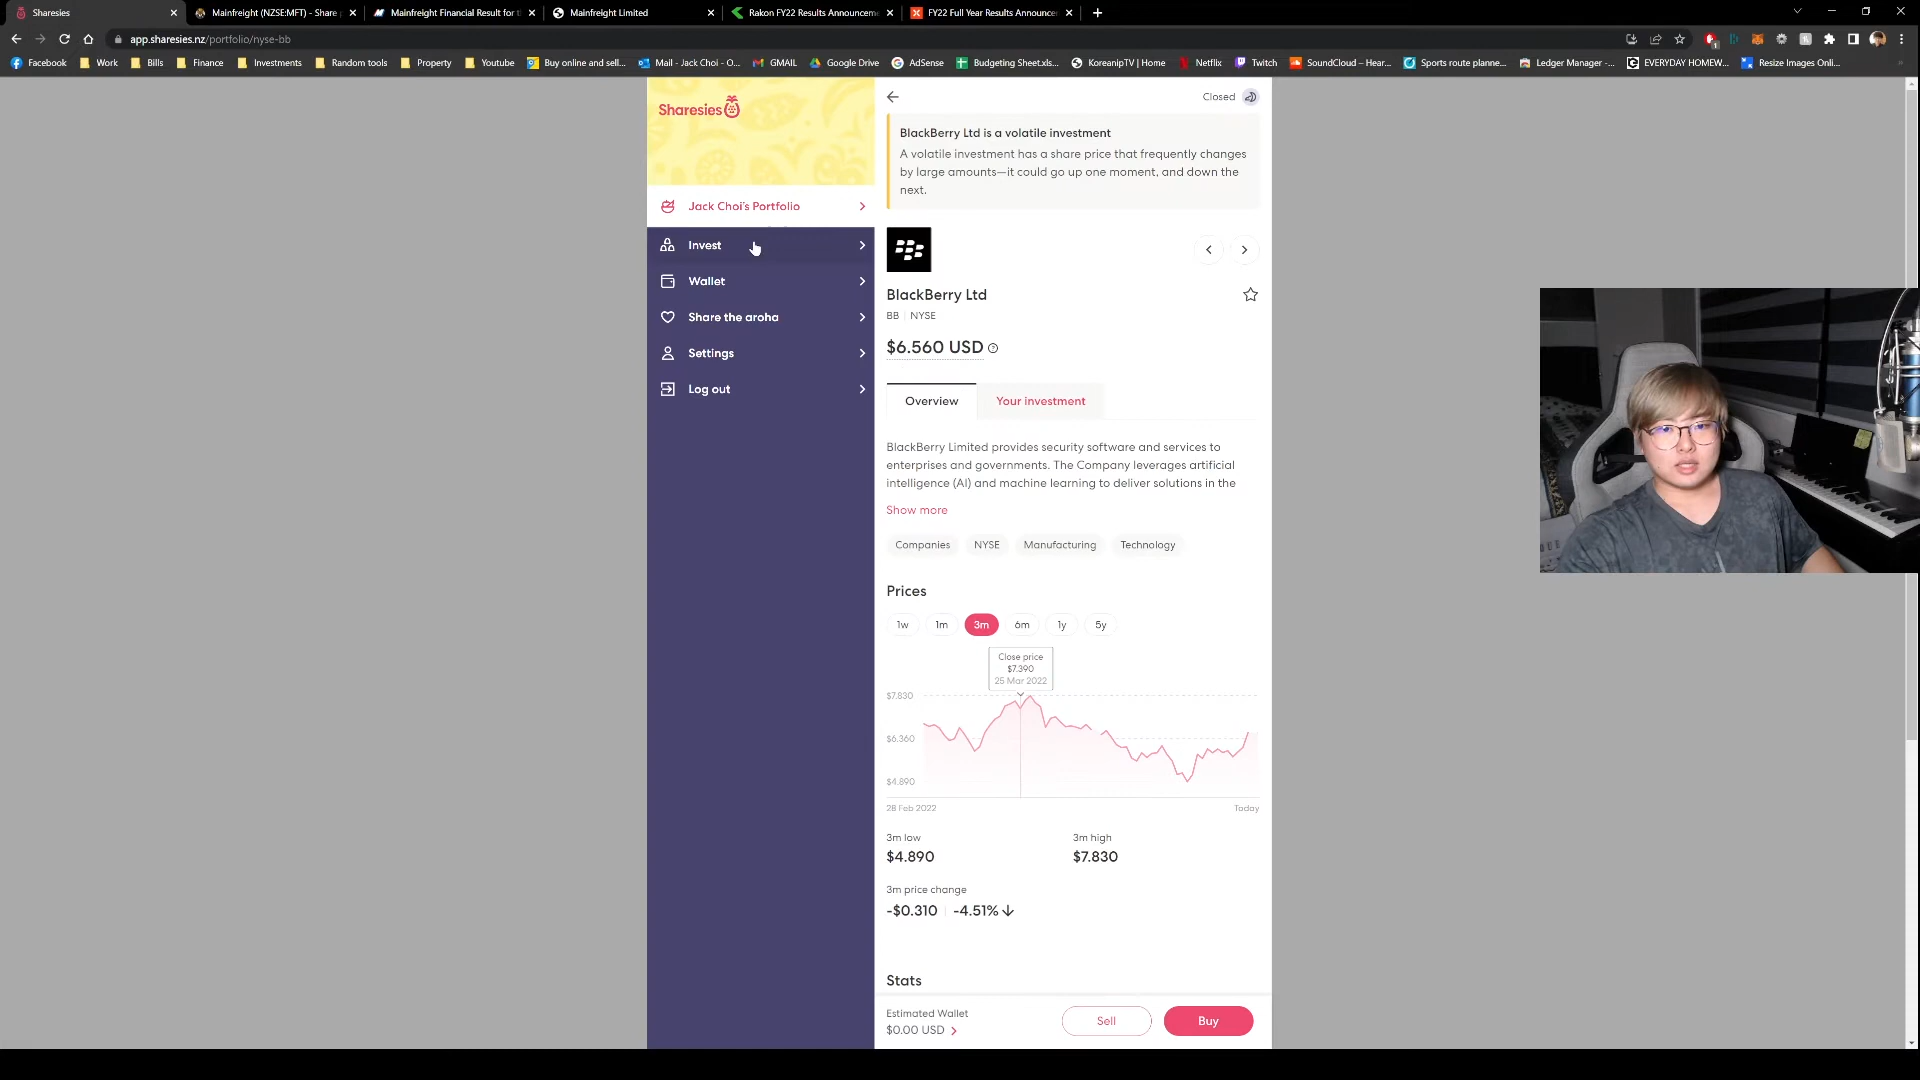 Sharesies
Mainfreight (NZSE:MFT) - Share p
Mainfreight Financial Result for t
Mainfreight Limited
Rakon FY22 Results Announcem
FY22 Full Year Results Announce
app.sharesies.nz/portfolio/nyse-bb
1
Facebook
Work
Bills
Finance
Investments
Random tools
Property
Youtube
Buy online and sell...
Mail - Jack Choi - O...
GMAIL
Google Drive
AdSense
Budgeting Sheet.xls...
KoreanipTV | Home
Netflix
Twitch
SoundCloud – Hear...
Sports route planne...
Ledger Manager -...
EVERYDAY HOMEW...
Resize Images Onli...
Sharesies
Jack Choi's Portfolio
Invest
Wallet
Share the aroha
Settings
Log out
Closed
BlackBerry Ltd is a volatile investment
A volatile investment has a share price that frequently changes
by large amounts—it could go up one moment, and down the
next.
BlackBerry Ltd
BB NYSE
$6.560 USD
Overview
Your investment
BlackBerry Limited provides security software and services to
enterprises and governments. The Company leverages artificial
intelligence (AI) and machine learning to deliver solutions in the
Show more
Companies
NYSE
Manufacturing
Technology
Prices
1w
1m
3m
6m
1y
5y
Close price
$7.390
25 Mar 2022
$7.830
$6.360
$4.890
28 Feb 2022
Today
3m low
$4.890
3m high
$7.830
3m price change
-$0.310 -4.51%
Stats
Estimated Wallet
$0.00 USD
Sell
Buy